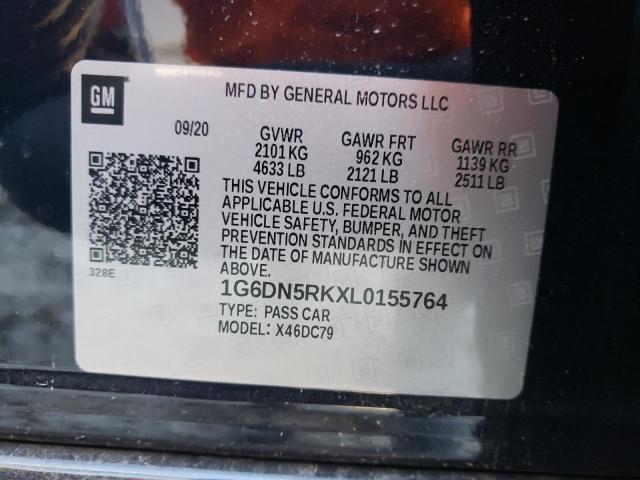 GM
MFD BY GENERAL MOTORS LLC
09/20
GVWR GAWR FRT GAWR RR
2101 KG 962 KG 1139 KG
4633 LB 2121 LB 2511 LB
THIS VEHICLE CONFORMS TO ALL
APPLICABLE U.S. FEDERAL MOTOR
VEHICLE SAFETY, BUMPER, AND THEFT
PREVENTION STANDARDS IN EFFECT ON
THE DATE OF MANUFACTURE SHOWN
ABOVE.
328E
1G6DN5RKXL0155764
TYPE: PASS CAR
MODEL: X46DC79